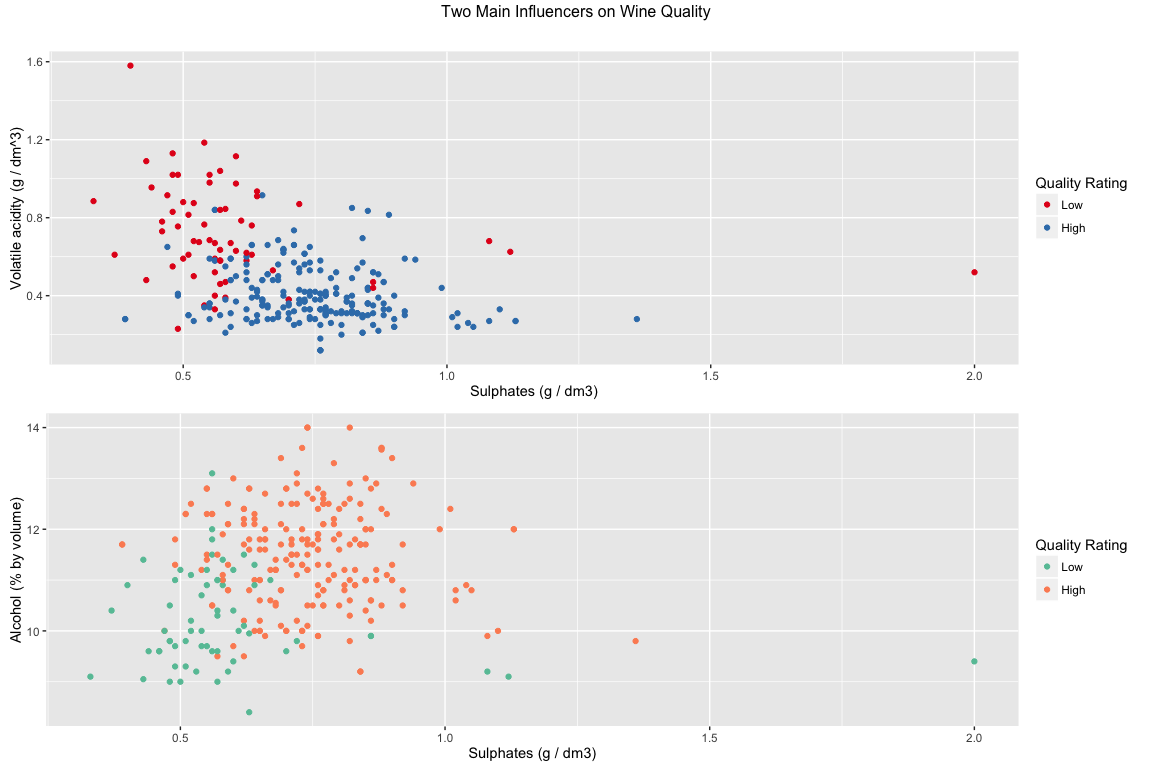 Two Main Influencers on Wine Quality
1.6
1.2
0.8
0.4
Volatile acidity (g / dm^3)
0.5
1.0
1.5
2.0
Sulphates (g / dm3)
Quality Rating
Low
High
14
12
10
Alcohol (% by volume)
0.5
1.0
1.5
2.0
Sulphates (g / dm3)
Quality Rating
Low
High